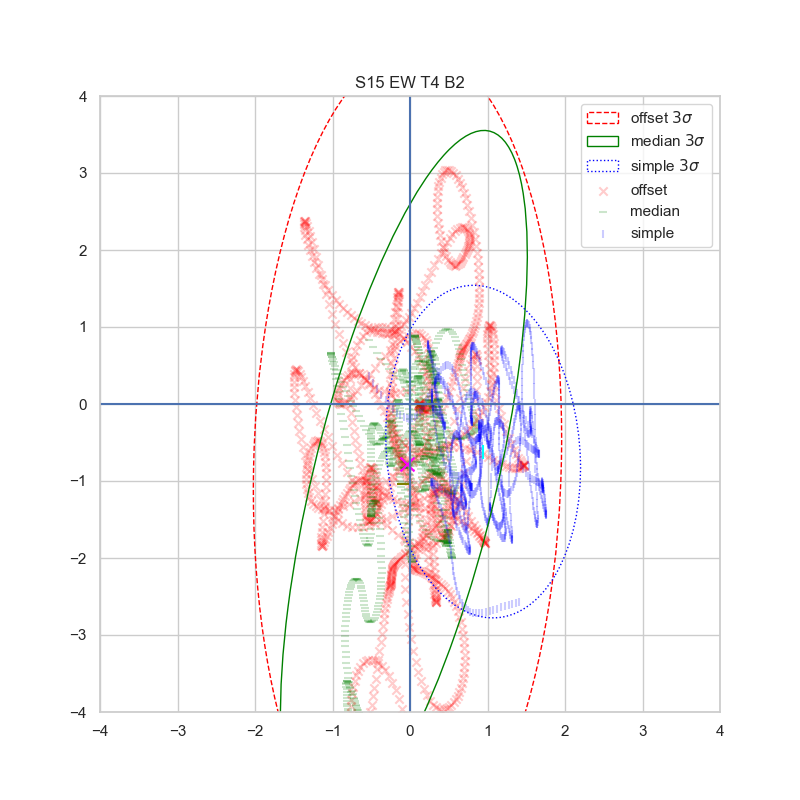 S15 EW T4 B2
offset 3σ
median 3σ
simple 3σ
offset
median
simple
4
3
2
1
0
−1
−2
−3
−4
−4 −3 −2 −1 0 1 2 3 4